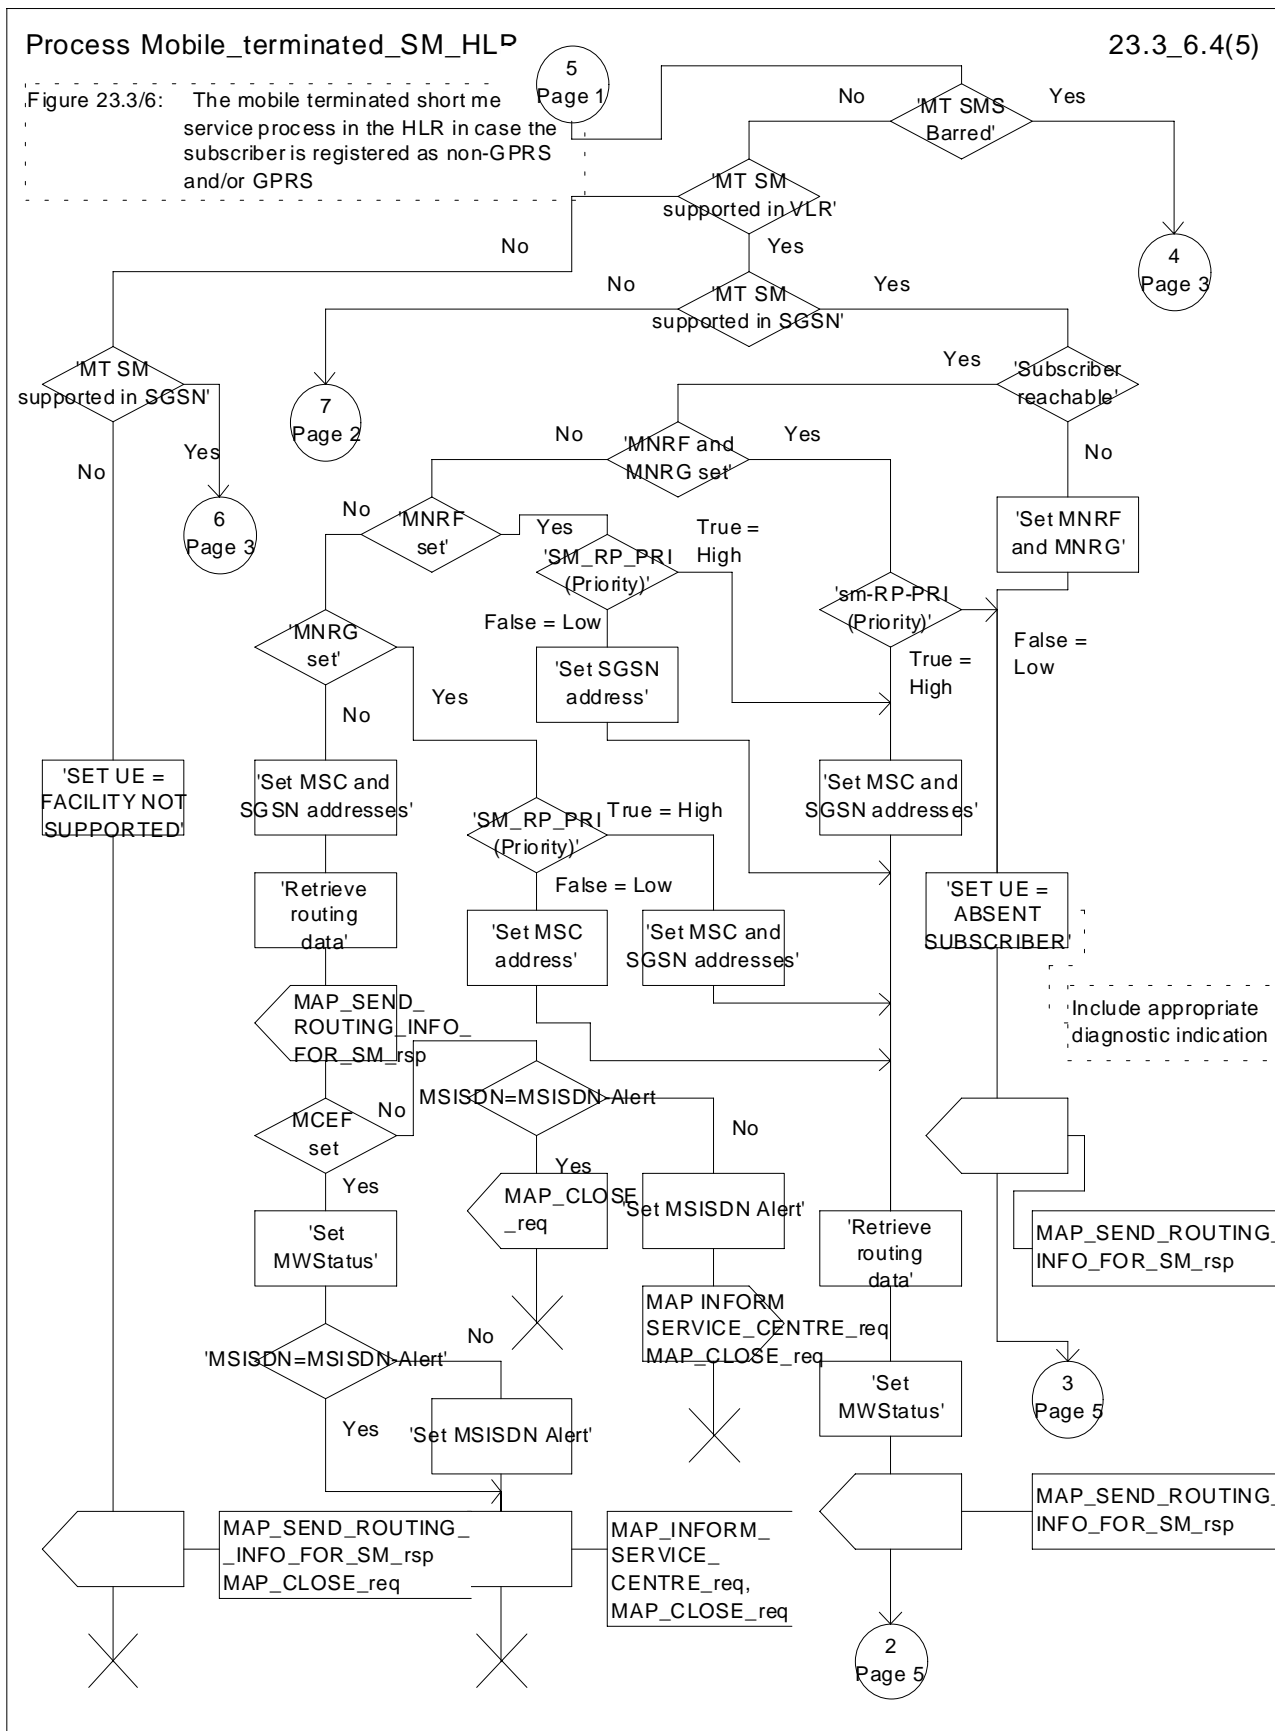 Process Mobile_terminated_SM_HLR
23.3_6.4(5)
5
Page 1
Figure 23.3/6: The mobile terminated short me
service process in the HLR in case the
subscriber is registered as non-GPRS
and/or GPRS
No
'MT SMS
Barred'
Yes
'MT SM
supported in VLR'
No
Yes
4
Page 3
No
'MT SM
supported in SGSN'
Yes
'MT SM
supported in SGSN'
7
Page 2
Yes
'Subscriber
reachable'
No
Yes
No
'MNRF and
MNRG set'
Yes
No
6
Page 3
No
'MNRF
set'
Yes
True =
High
'Set MNRF
and MNRG'
'SM_RP_PRI
(Priority)'
'sm-RP-PRI
(Priority)'
'MNRG
set'
False = Low
False =
Low
True =
High
Yes
No
'Set SGSN
address'
'SET UE =
FACILITY NOT
SUPPORTED'
'Set MSC and
SGSN addresses'
'SM_RP_PRI
(Priority)'
True = High
'Set MSC and
SGSN addresses'
False = Low
'Retrieve
routing
data'
'Set MSC
address'
'Set MSC and
SGSN addresses'
'SET UE =
ABSENT
SUBSCRIBER'
Include appropriate
diagnostic indication
MAP_SEND_
ROUTING_INFO_
FOR_SM_rsp
MCEF
set
No
MSISDN=MSISDN-Alert
No
Yes
Yes
MAP_CLOSE
_req
'Set MSISDN Alert'
'Set
MWStatus'
'Retrieve
routing
data'
MAP_SEND_ROUTING_
INFO_FOR_SM_rsp
MAP INFORM
SERVICE_CENTRE_req
MAP_CLOSE_req
'MSISDN=MSISDN-Alert'
No
Yes
'Set MSISDN Alert'
'Set
MWStatus'
3
Page 5
MAP_SEND_ROUTING_
_INFO_FOR_SM_rsp
MAP_CLOSE_req
MAP_INFORM_
SERVICE_
CENTRE_req,
MAP_CLOSE_req
MAP_SEND_ROUTING_
INFO_FOR_SM_rsp
2
Page 5